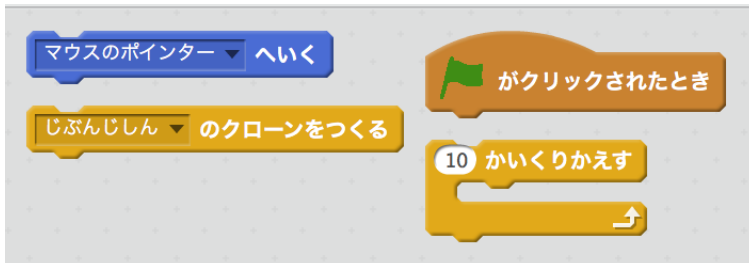 マウスのポインター へいく
じぶんじしん のクローンをつくる
がクリックされたとき
10 かいくりかえす